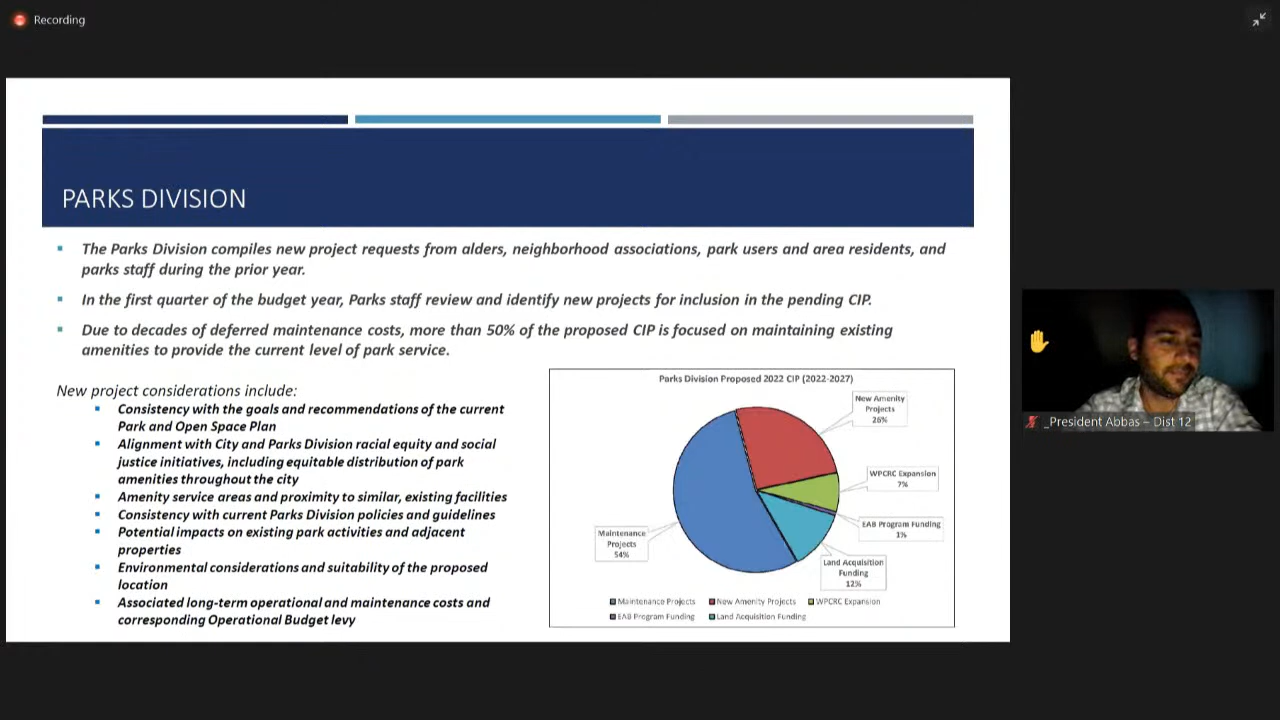 Recording
PARKS DIVISION
The Parks Division compiles new project requests from alders, neighborhood associations, park users and area residents, and
parks staff during the prior year.
In the first quarter of the budget year, Parks staff review and identify new projects for inclusion in the pending CIP.
Due to decades of deferred maintenance costs, more than 50% of the proposed CIP is focused on maintaining existing
amenities to provide the current level of park service.
New project considerations include:
Consistency with the goals and recommendations of the current
Park and Open Space Plan
Alignment with City and Parks Division racial equity and social
justice initiatives, including equitable distribution of park
amenities throughout the city
Amenity service areas and proximity to similar, existing facilities
Consistency with current Parks Division policies and guidelines
Potential impacts on existing park activities and adjacent
properties
Environmental considerations and suitability of the proposed
location
Associated long-term operational and maintenance costs and
corresponding Operational Budget levy
Parks Division Proposed 2022 CIP (2022-2027)
New Amenity
Projects
26%
WPCRC Expansion
7%
EAB Program Funding
1%
Land Acquisition
Funding
12%
Maintenance
Projects
54%
Maintenance Projects
New Amenity Projects
WPCRC Expansion
EAB Program Funding
Land Acquisition Funding
_President Abbas – Dist 12